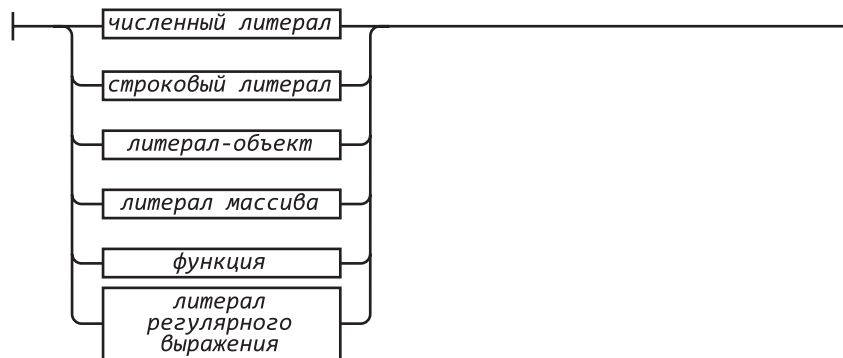 численный литерал
строковый литерал
литерал-объект
литерал массива
функция
литерал
регулярного
выражения